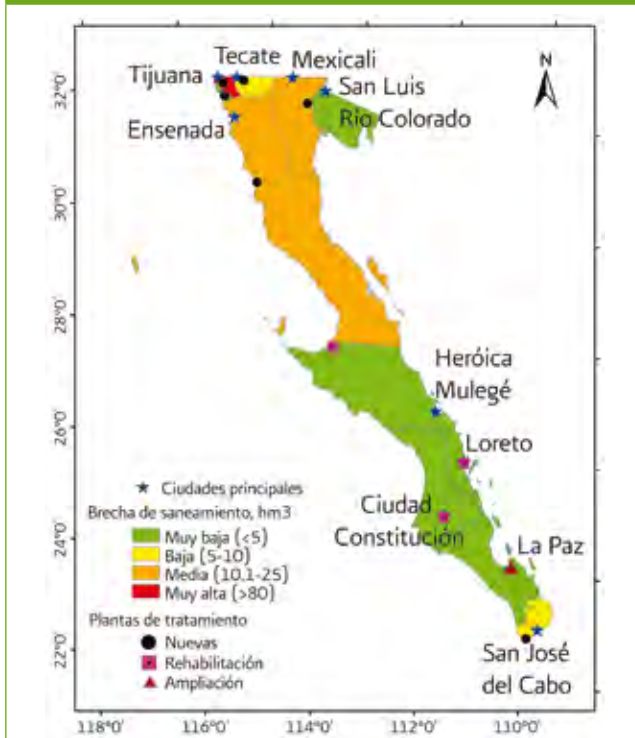 Tecate
Mexicali
Tijuana
San Luis
Río Colorado
Ensenada
N
32°0'
30°0'
28°0'
26°0'
24°0'
22°0'
Heróica
Mulegé
Loreto
Ciudad
Constitución
La Paz
San José
del Cabo
Ciudades principales
Brecha de saneamiento, hm3
Muy baja (<5)
Baja (5-10)
Media (10.1-25)
Muy alta (>80)
Plantas de tratamiento
Nuevas
Rehabilitación
Ampliación
118°0'
116°0'
114°0'
112°0'
110°0'